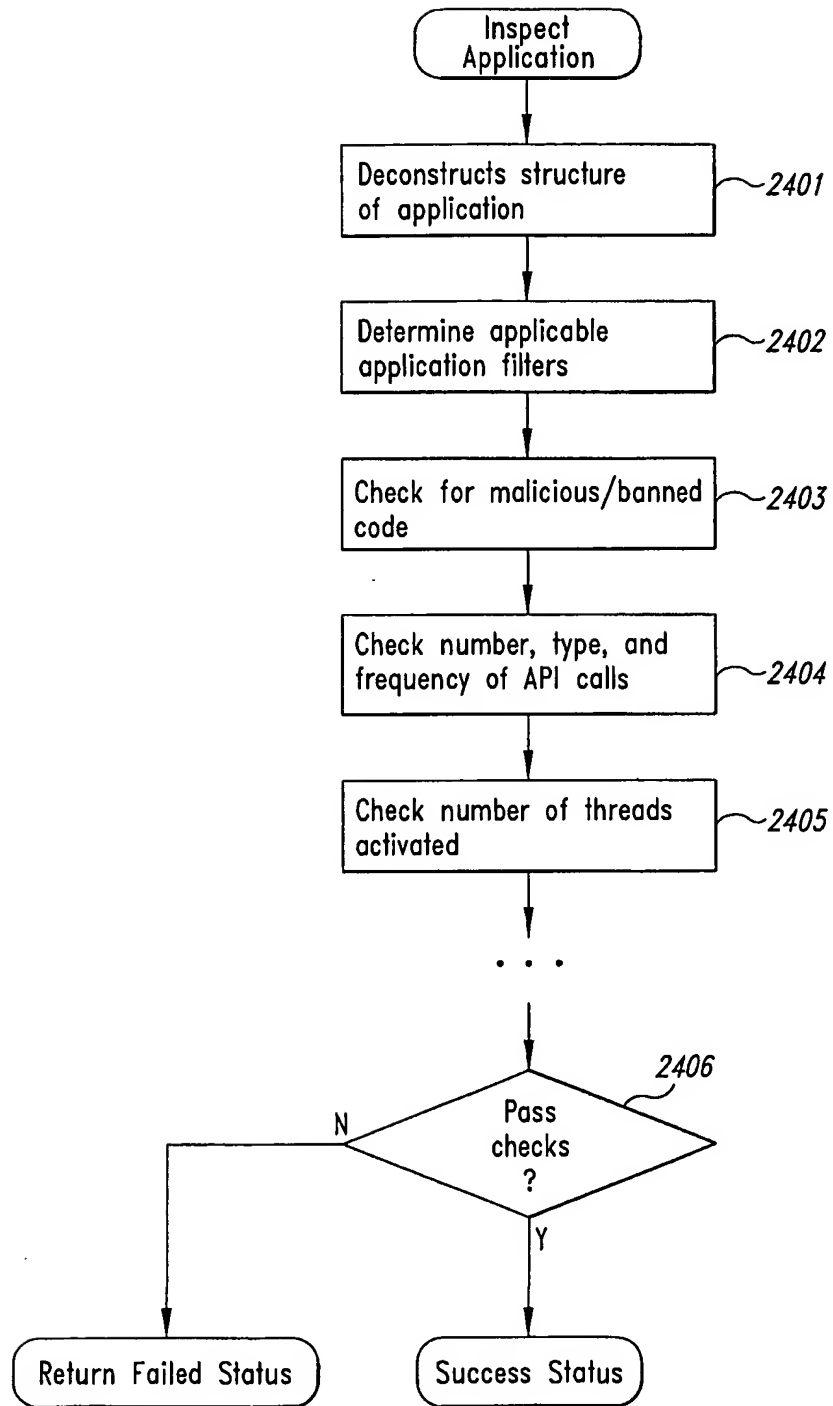 Inspect
Application
Deconstructs structure
of application
2401
Determine applicable
application filters
2402
Check for malicious/banned
code
2403
Check number, type, and
frequency of API calls
2404
Check number of threads
activated
2405
. . .
2406
Pass
checks
?
N
Y
Return Failed Status
Success Status